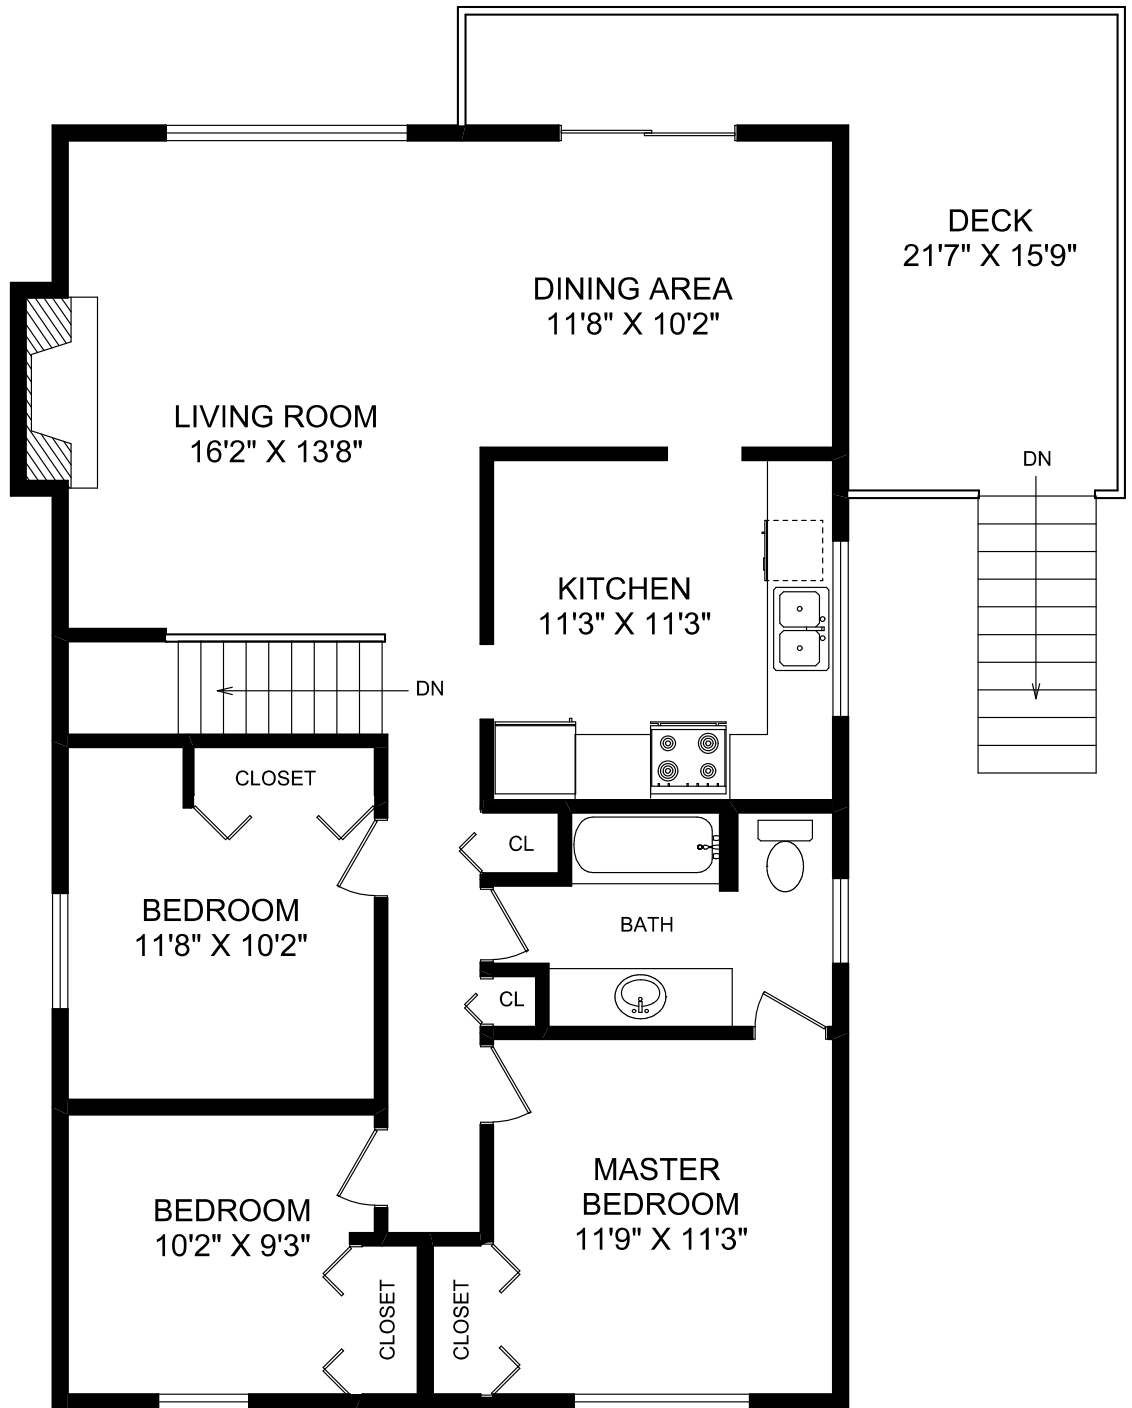 DECK
21'7" X 15'9"
DINING AREA
11'8" X 10'2"
LIVING ROOM
16'2" X 13'8"
DN
KITCHEN
11'3" X 11'3"
DN
CLOSET
CL
BEDROOM
11'8" X 10'2"
BATH
CL
MASTER
BEDROOM
11'9" X 11'3"
BEDROOM
10'2" X 9'3"
CLOSET
CLOSET